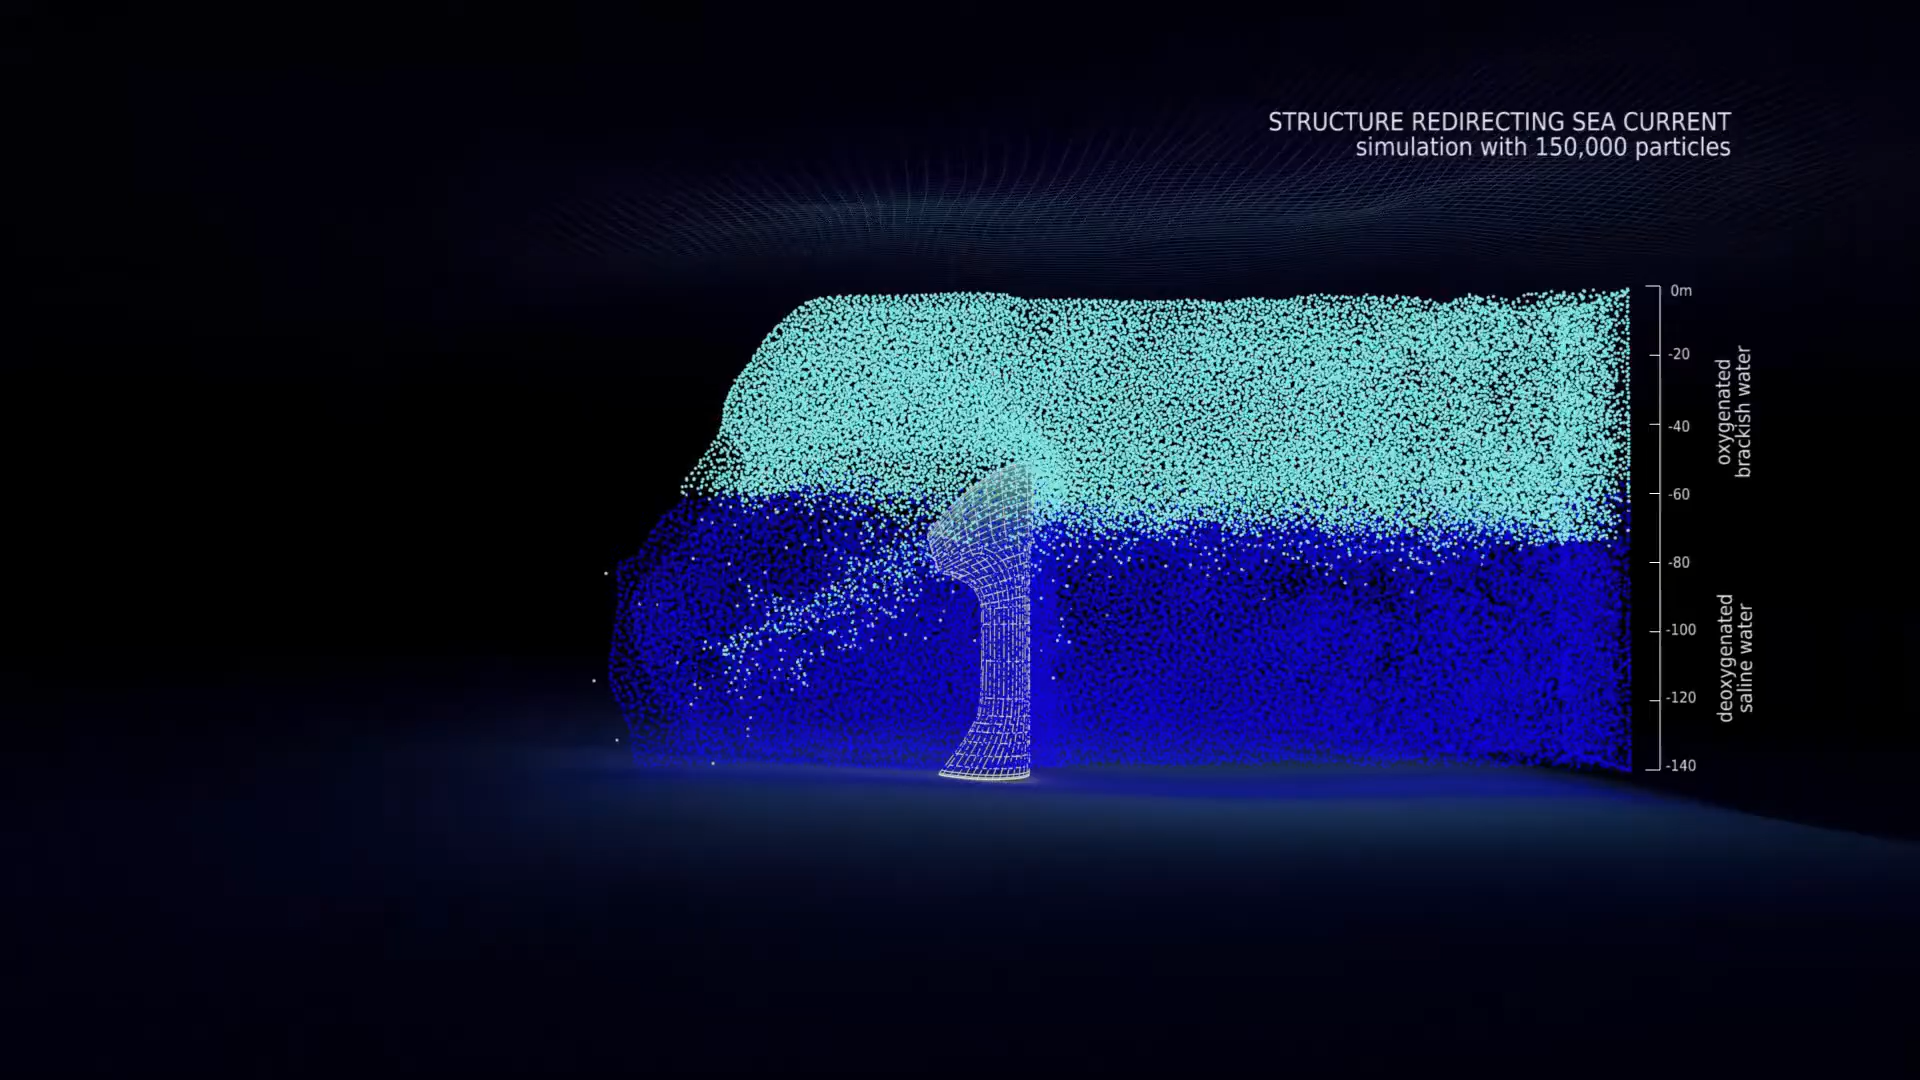 STRUCTURE REDIRECTING SEA CURRENT
simulation with 150,000 particles
0m
-20
-40
-60
-80
-100
-120
-140
oxygenated
brackish water
deoxygenated
saline water